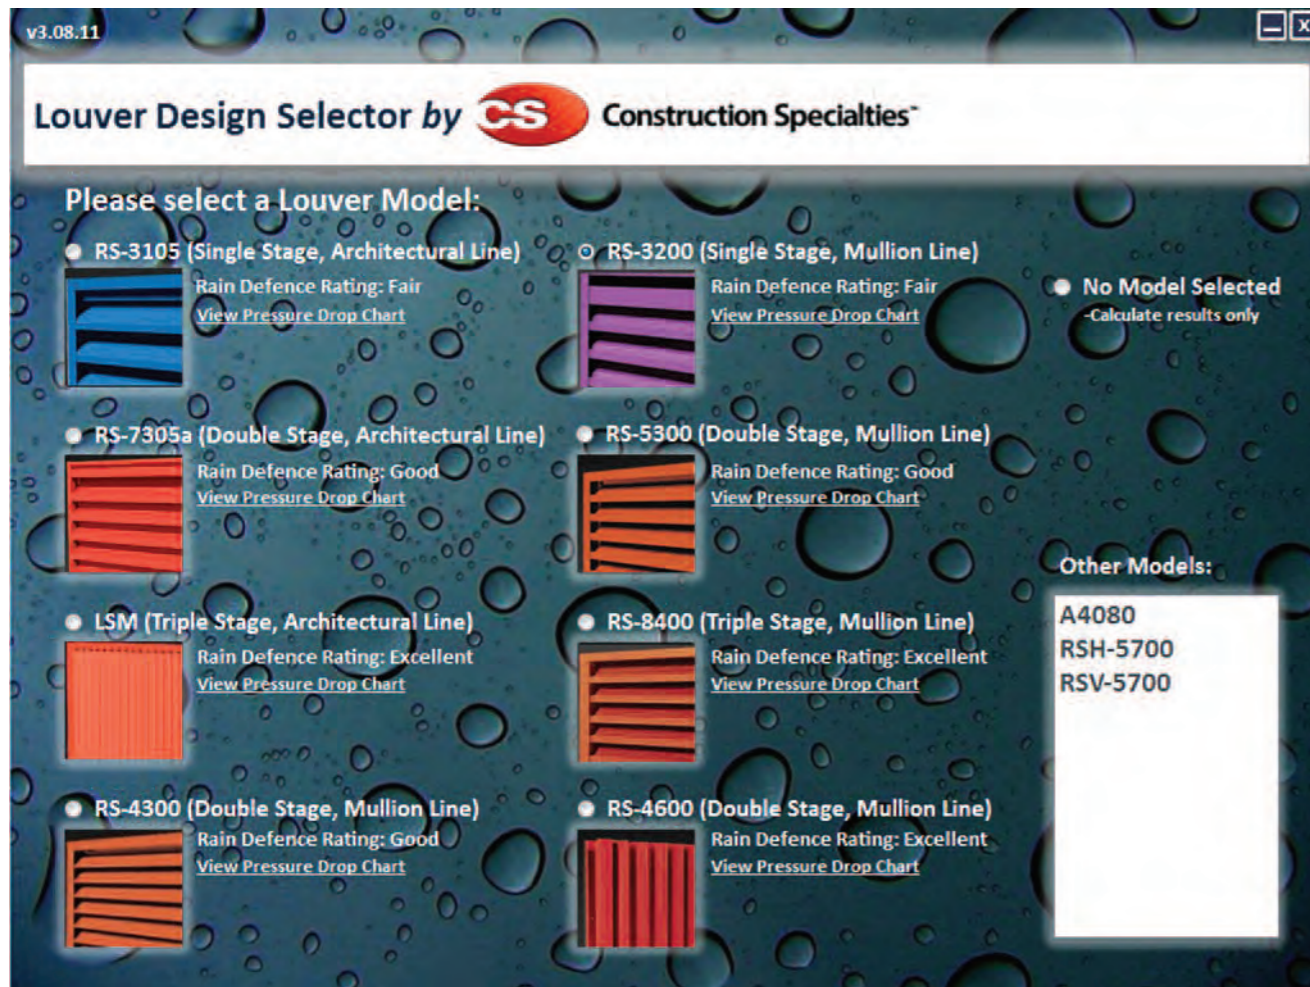 v3.08.11
Louver Design Selector by CS Construction Specialties™
Please select a Louver Model:
RS-3105 (Single Stage, Architectural Line)
Rain Defence Rating: Fair
View Pressure Drop Chart
RS-3200 (Single Stage, Mullion Line)
Rain Defence Rating: Fair
View Pressure Drop Chart
No Model Selected
-Calculate results only
RS-7305a (Double Stage, Architectural Line)
Rain Defence Rating: Good
View Pressure Drop Chart
RS-5300 (Double Stage, Mullion Line)
Rain Defence Rating: Good
View Pressure Drop Chart
LSM (Triple Stage, Architectural Line)
Rain Defence Rating: Excellent
View Pressure Drop Chart
RS-8400 (Triple Stage, Mullion Line)
Rain Defence Rating: Excellent
View Pressure Drop Chart
RS-4300 (Double Stage, Mullion Line)
Rain Defence Rating: Good
View Pressure Drop Chart
RS-4600 (Double Stage, Mullion Line)
Rain Defence Rating: Excellent
View Pressure Drop Chart
Other Models:
A4080
RSH-5700
RSV-5700